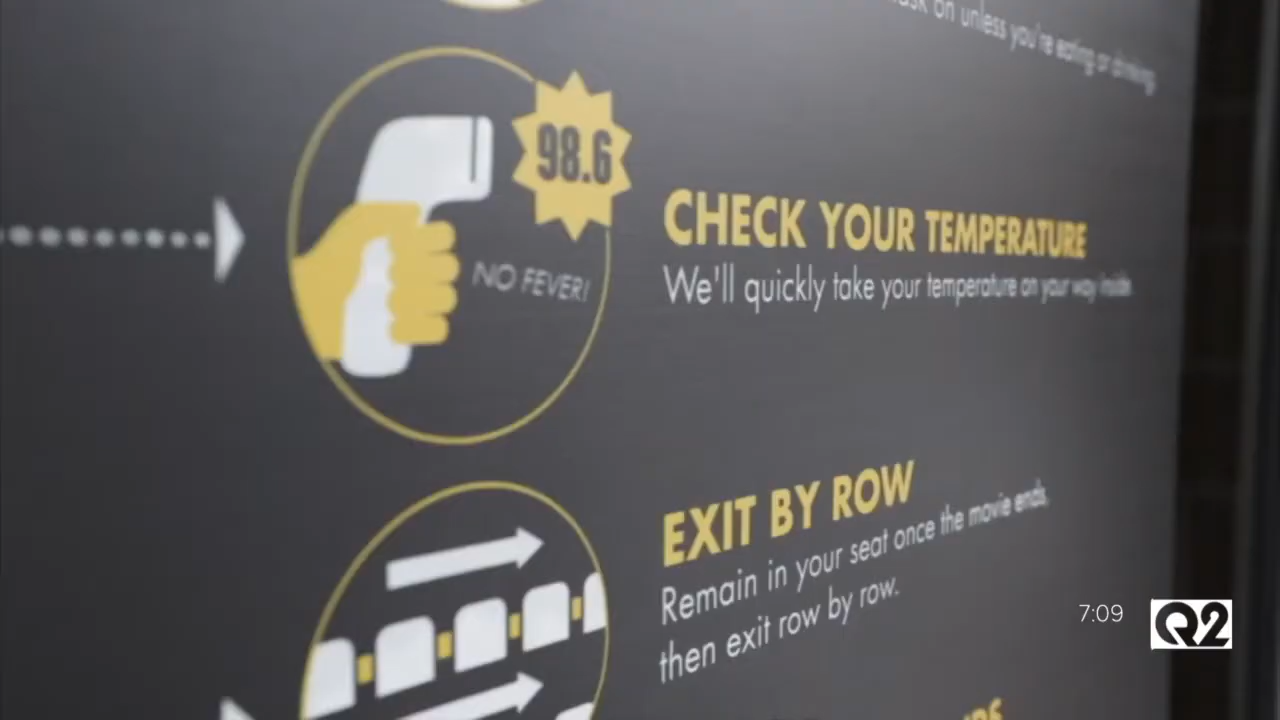 on unless you're eating or drinking.
98.6
NO FEVER!
CHECK YOUR TEMPERATURE
We'll quickly take your temperature on your way inside.
EXIT BY ROW
Remain in your seat once the movie ends,
then exit row by row.
7:09
Q2